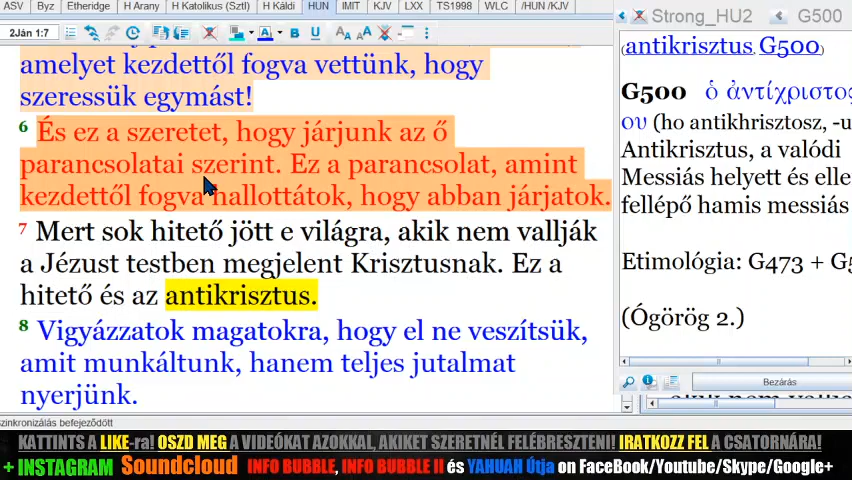 ASV Byz Etheridge H Arany H Katolikus (Sztl) H Káldi HUN IMIT KJV LXX TS1998 WLC /HUN /KJV
2Ján 1:7
amelyet kezdettől fogva vettünk, hogy
szeressük egymást!
6 És ez a szeretet, hogy járjunk az ő
parancsolatai szerint. Ez a parancsolat, amint
kezdettől fogva hallottátok, hogy abban járjatok.
7 Mert sok hitető jött e világra, akik nem vallják
a Jézust testben megjelent Krisztusnak. Ez a
hitető és az antikrisztus.
8 Vigyázzatok magatokra, hogy el ne veszítsük,
amit munkáltunk, hanem teljes jutalmat
nyerjünk.
zinkronizálás befejeződött
Strong_HU2 G500
(antikrisztus G500)
G500 ὁ ἀντίχριστος
ου (ho antikhrisztosz, -u
Antikrisztus, a valódi
Messiás helyett és elle
fellépő hamis messiás
Etimológia: G473 + G5
(Ógörög 2.)
Bezárás
KATTINTS A LIKE-ra! OSZD MEG A VIDEÓKAT AZOKKAL, AKIKET SZERETNÉL FELÉBRESZTENI! IRATKOZZ FEL A CSATORNÁRA!
+ INSTAGRAM Soundcloud INFO BUBBLE, INFO BUBBLE II és YAHUAH Útja on FaceBook/Youtube/Skype/Google+